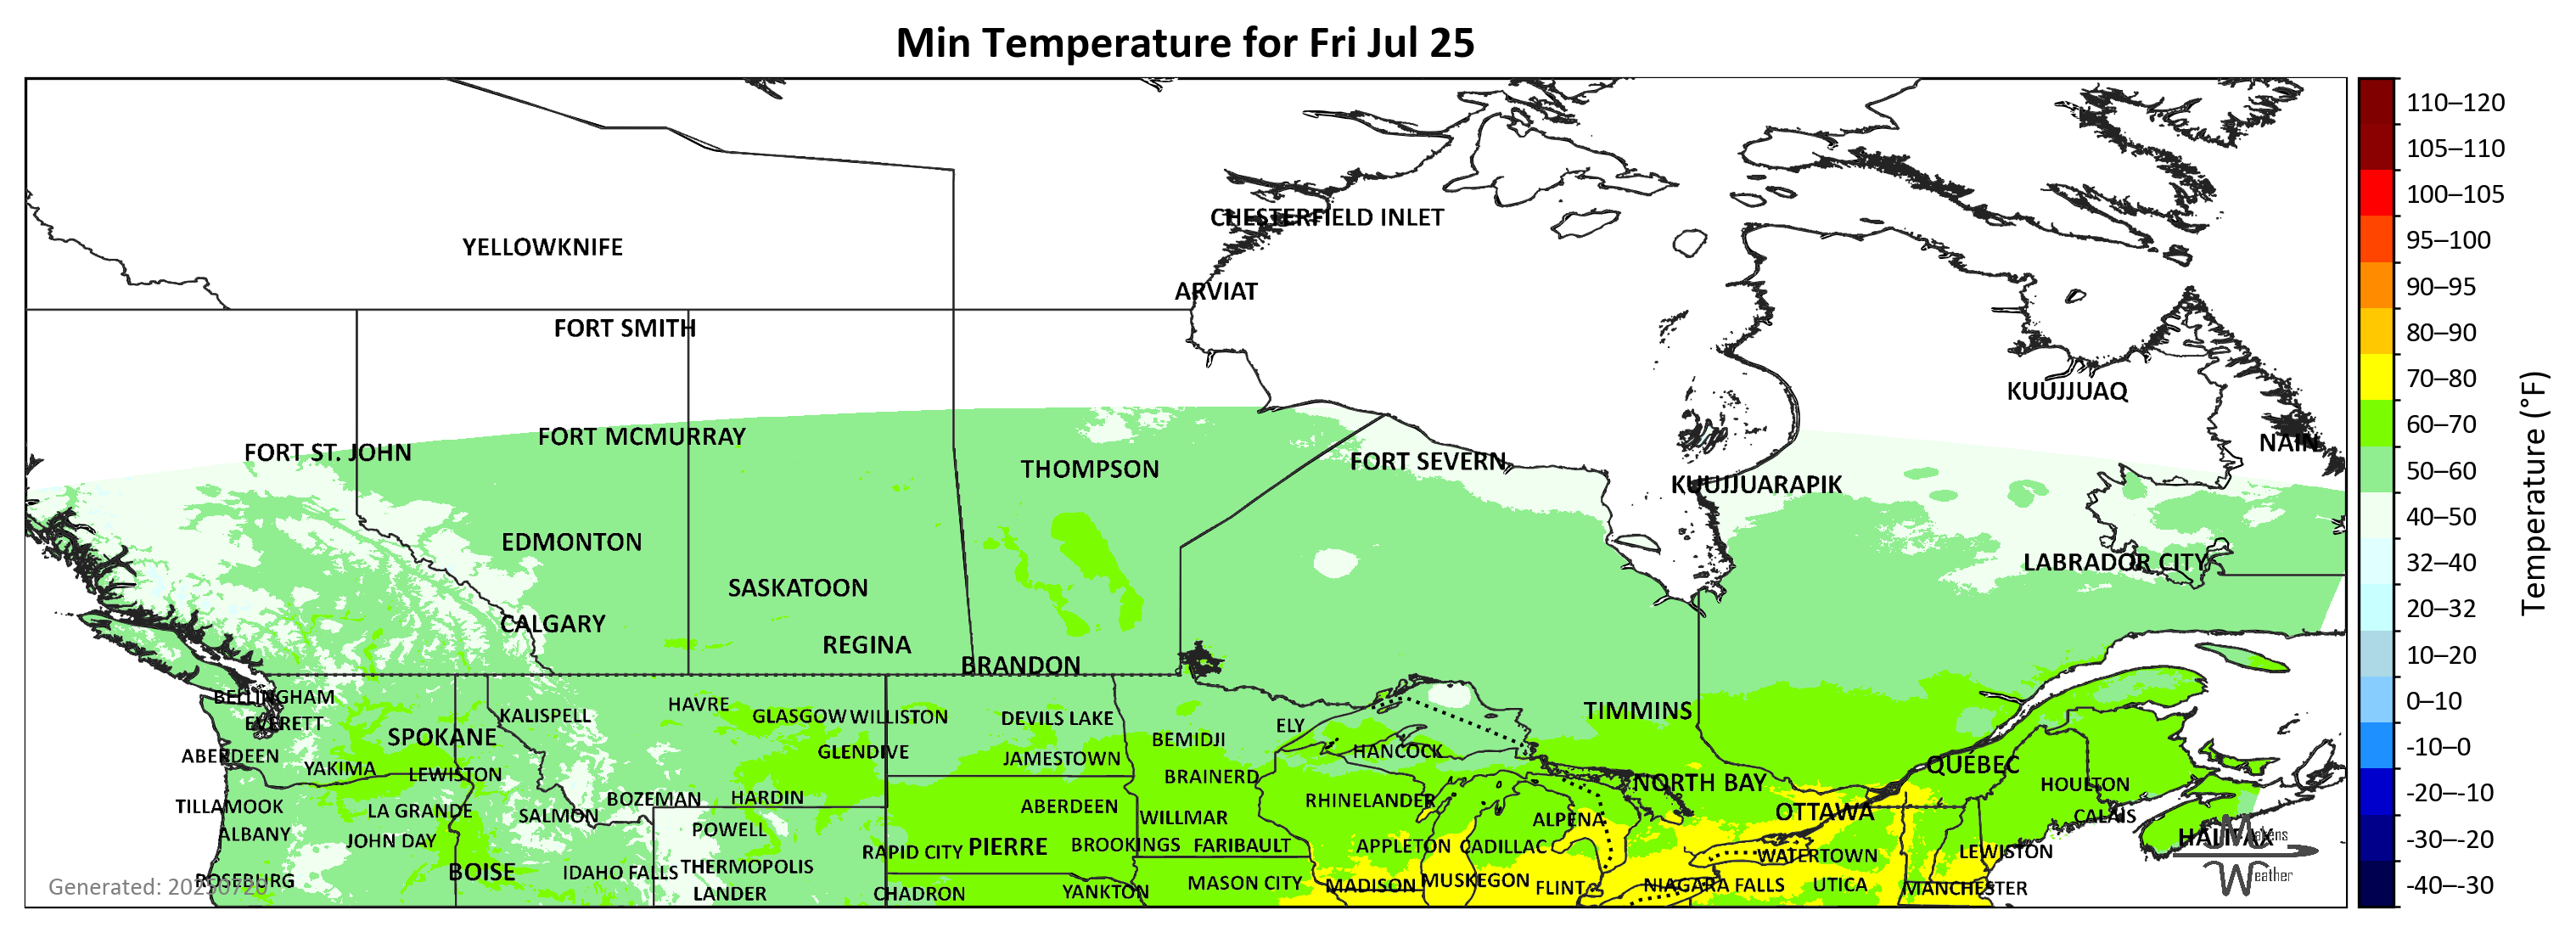 Min Temperature for Fri Jul 25
CHESTERFIELD INLET
YELLOWKNIFE
ARVIAT
FORT SMITH
KUUJJUAQ
FORT MCMURRAY
NAIN
FORT ST. JOHN
FORT SEVERN
THOMPSON
KUUJJUARAPIK
EDMONTON
LABRADOR CITY
SASKATOON
CALGARY
REGINA
BRANDON
BELLINGHAM
HAVRE
TIMMINS
KALISPELL
GLASGOW WILLISTON
DEVILS LAKE
EVERETT
ELY
SPOKANE
BEMIDJI
GLENDIVE
HANCOCK
ABERDEEN
JAMESTOWN
QUÉBEC
YAKIMA
LEWISTON
BRAINERD
NORTH BAY
HOULTON
BOZEMAN
HARDIN
RHINELANDER
TILLAMOOK
ABERDEEN
LA GRANDE
OTTAWA
SALMON
WILLMAR
CALAIS
ALPENA
POWELL
ALBANY
HALIFAX
JOHN DAY
BROOKINGS
FARIBAULT
APPLETON
CADILLAC
PIERRE
RAPID CITY
LEWISTON
WATERTOWN
THERMOPOLIS
BOISE
IDAHO FALLS
ROSEBURG
MUSKEGON
MASON CITY
MADISON
NIAGARA FALLS
UTICA
FLINT
MANCHESTER
YANKTON
LANDER
CHADRON
Makens
Weather
110–120
105–110
100–105
95–100
90–95
80–90
70–80
60–70
50–60
40–50
32–40
20–32
10–20
0–10
-10–0
-20–-10
-30–-20
-40–-30
Temperature (°F)
Generated: 20250720